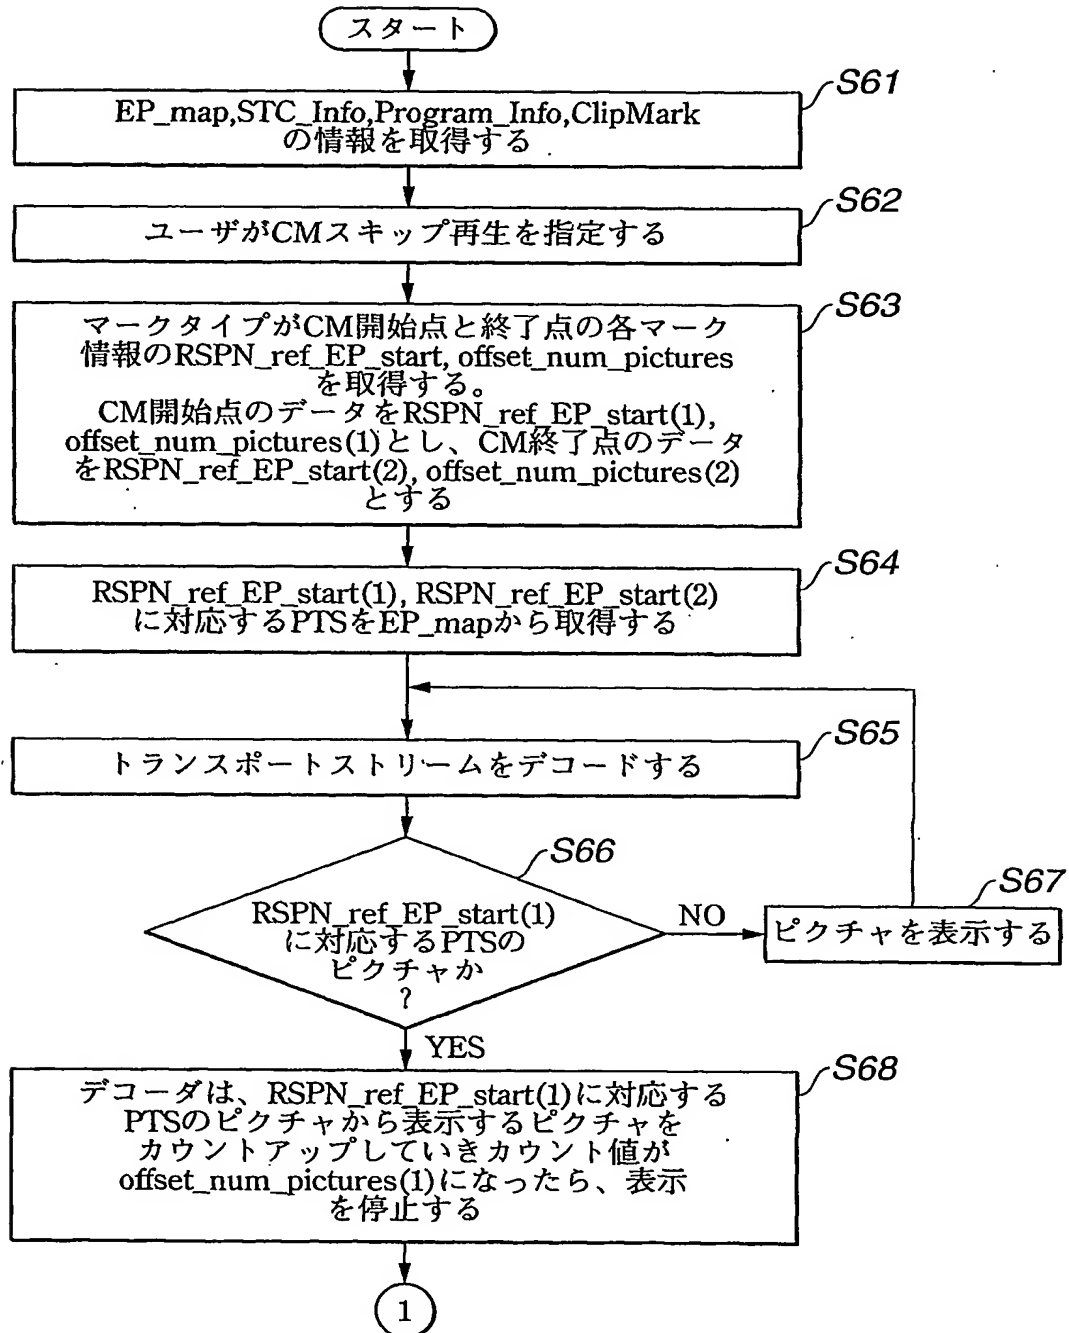 スタート
S61
EP_map,STC_Info,Program_Info,ClipMark
の情報を取得する
S62
ユーザがCMスキップ再生を指定する
S63
マークタイプがCM開始点と終了点の各マーク
情報のRSPN_ref_EP_start, offset_num_pictures
を取得する。
CM開始点のデータをRSPN_ref_EP_start(1),
offset_num_pictures(1)とし、CM終了点のデータ
をRSPN_ref_EP_start(2), offset_num_pictures(2)
とする
S64
RSPN_ref_EP_start(1), RSPN_ref_EP_start(2)
に対応するPTSをEP_mapから取得する
S65
トランスポートストリームをデコードする
S66
RSPN_ref_EP_start(1)
に対応するPTSの
ピクチャか
?
NO
S67
ピクチャを表示する
YES
S68
デコーダは、RSPN_ref_EP_start(1)に対応する
PTSのピクチャから表示するピクチャを
カウントアップしていきカウント値が
offset_num_pictures(1)になったら、表示
を停止する
1